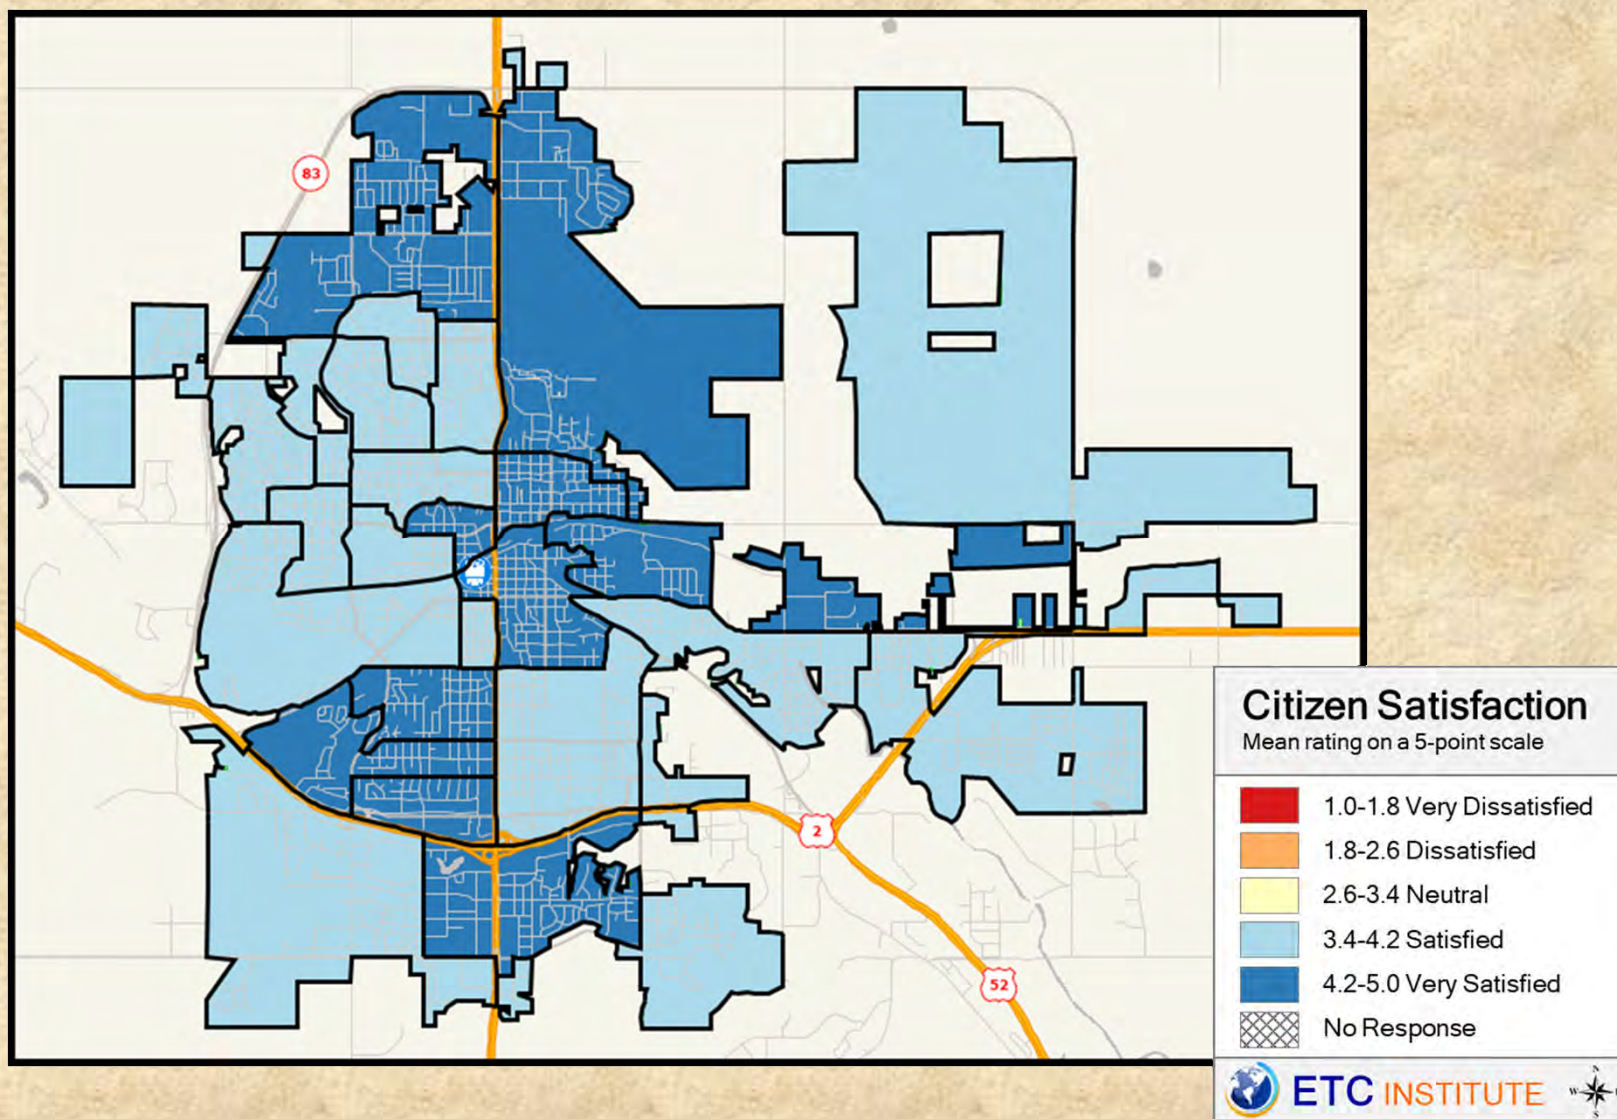 83
2
52
Citizen Satisfaction
Mean rating on a 5-point scale
1.0-1.8 Very Dissatisfied
1.8-2.6 Dissatisfied
2.6-3.4 Neutral
3.4-4.2 Satisfied
4.2-5.0 Very Satisfied
No Response
ETC INSTITUTE
N
W
S